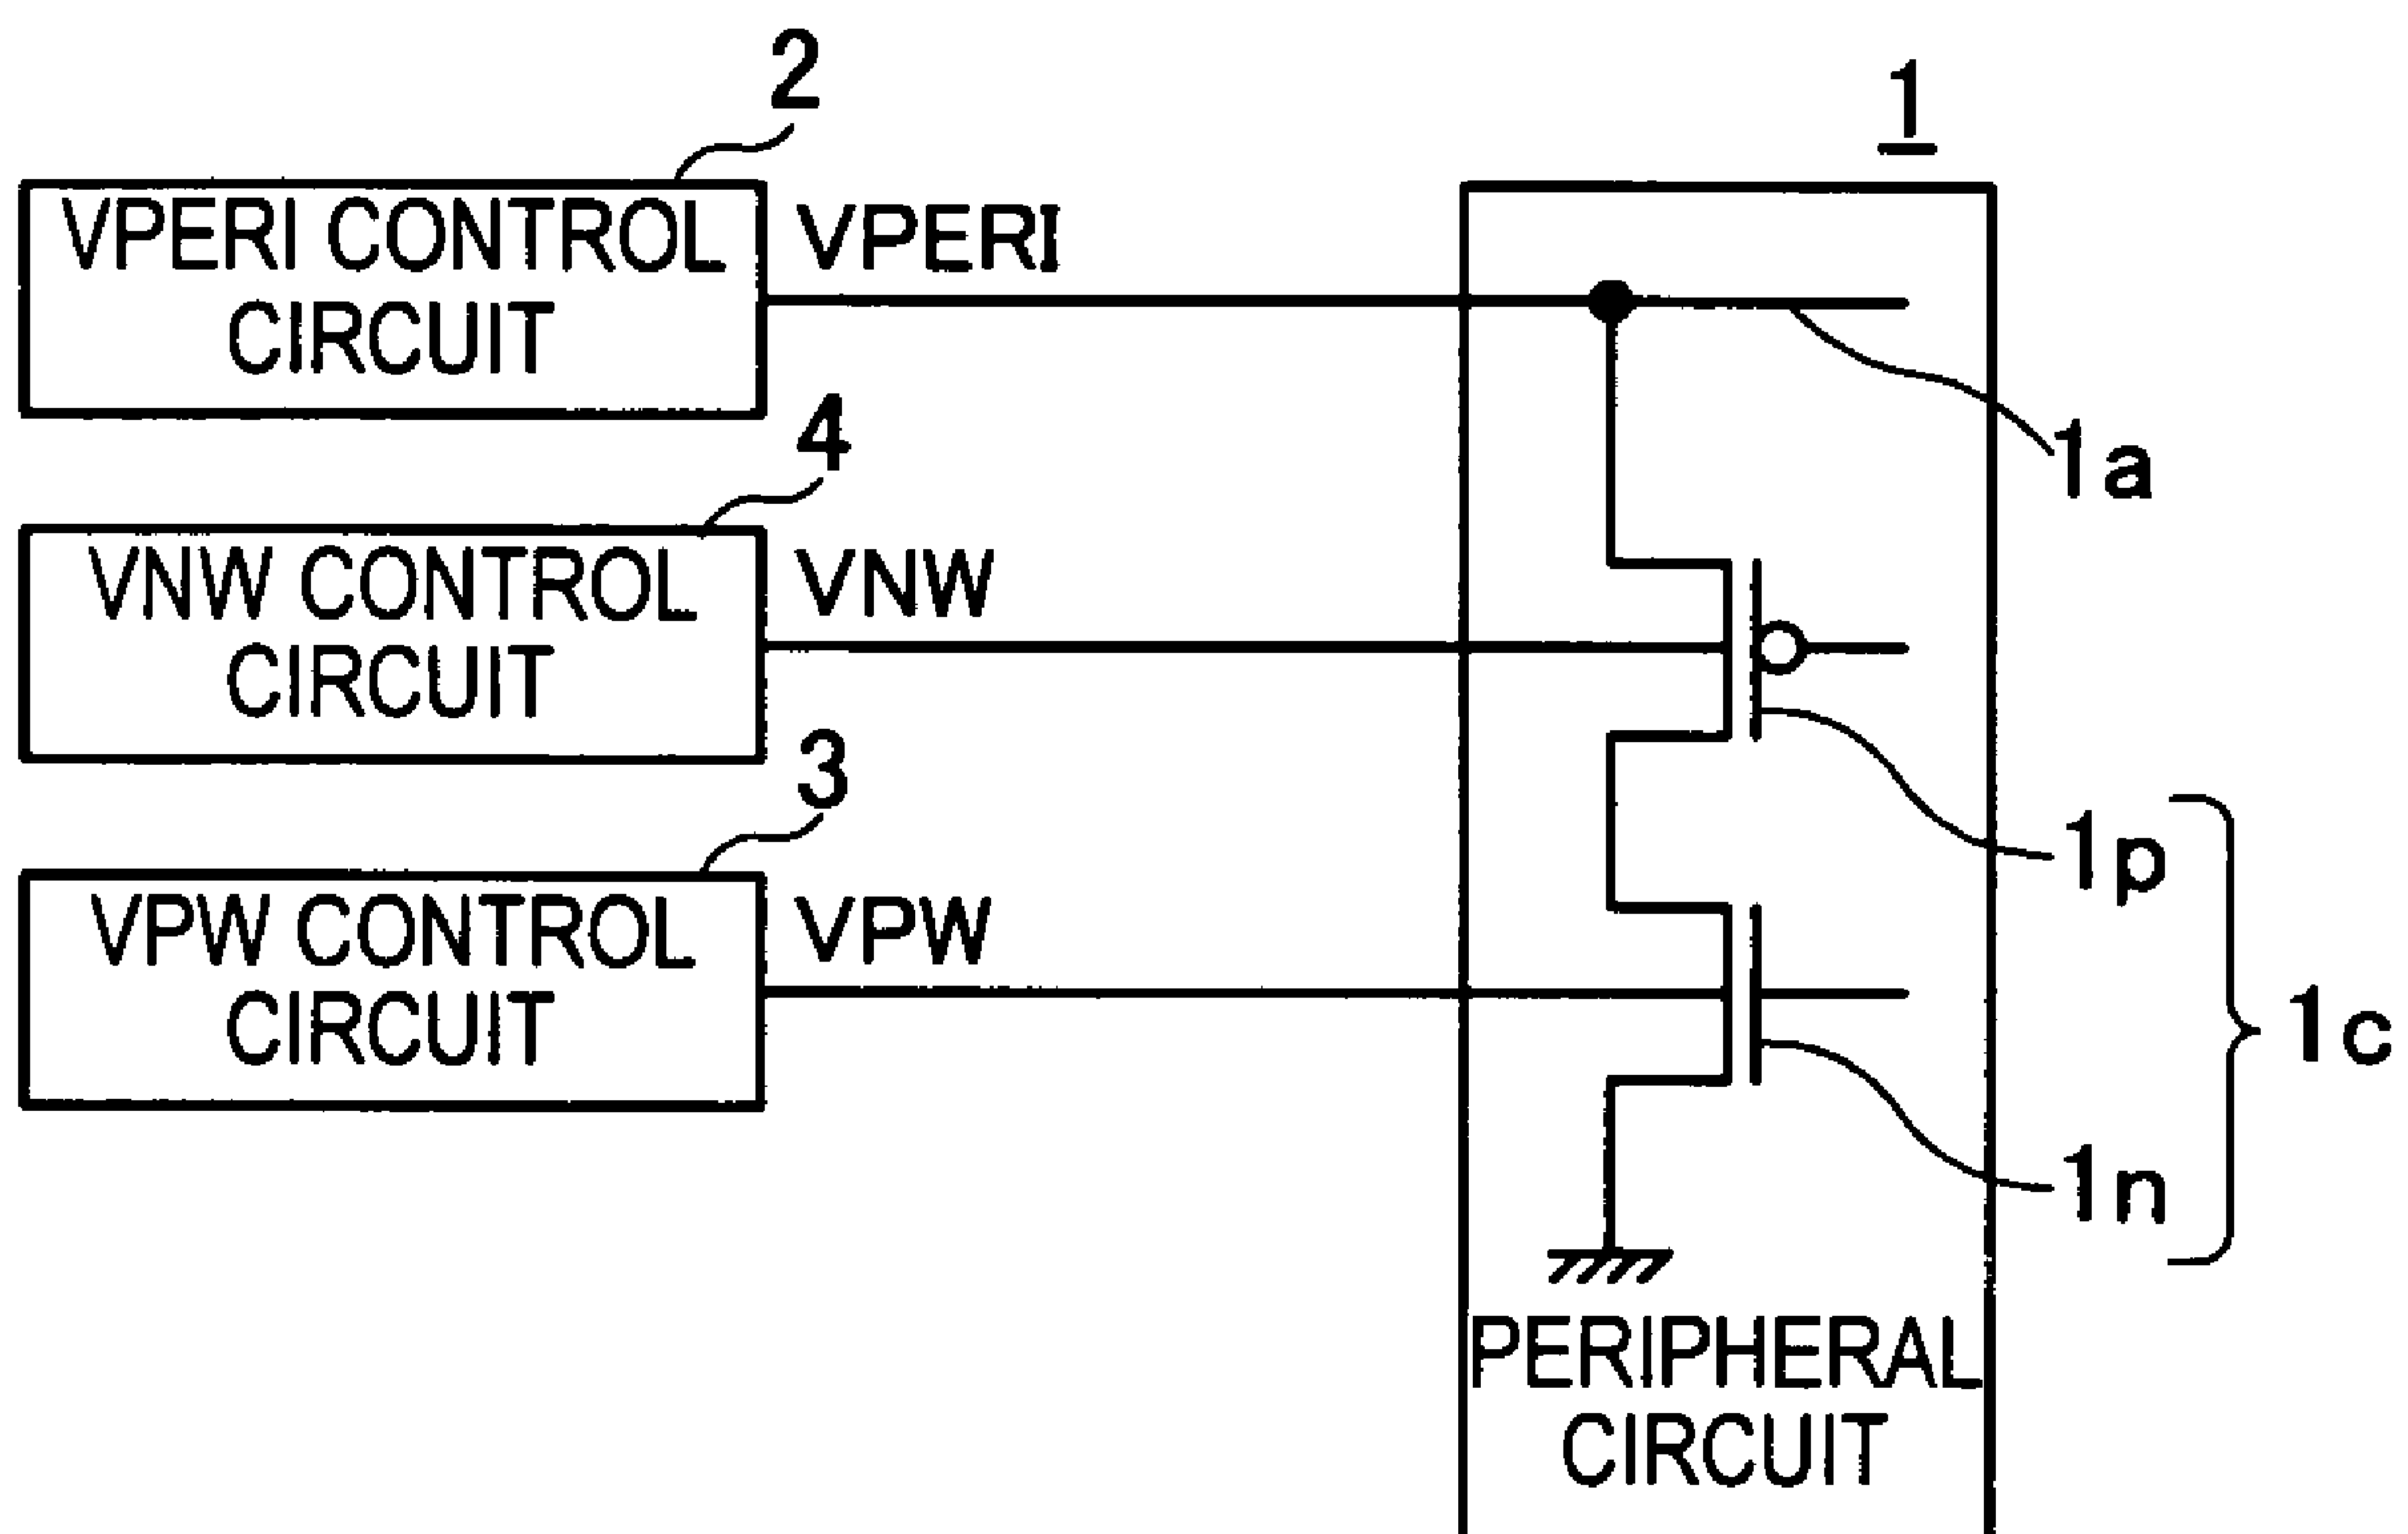 2
1
VPERI CONTROL
CIRCUIT
VPERI
1a
4
VNW CONTROL
CIRCUIT
VNW
3
1p
VPW CONTROL
CIRCUIT
VPW
1c
1n
PERIPHERAL
CIRCUIT